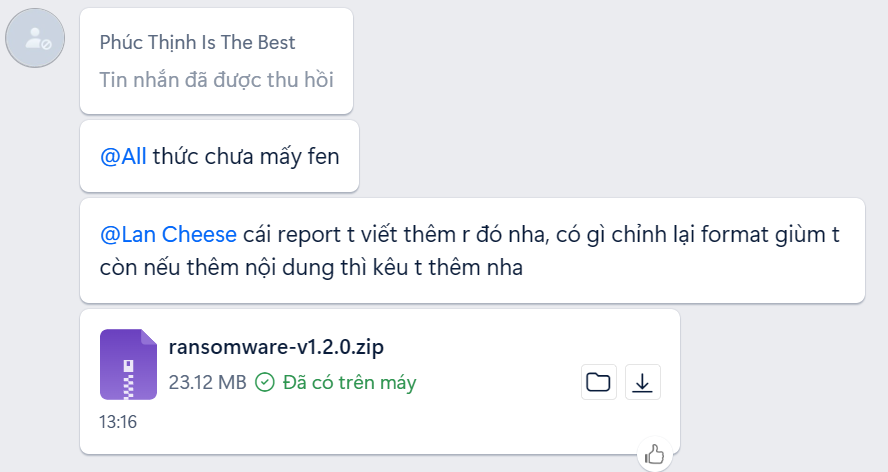 Phúc Thịnh Is The Best
Tin nhắn đã được thu hồi
@All thức chưa mấy fen
@Lan Cheese cái report t viết thêm r đó nha, có gì chỉnh lại format giùm t
còn nếu thêm nội dung thì kêu t thêm nha
ransomware-v1.2.0.zip
23.12 MB Đã có trên máy
13:16